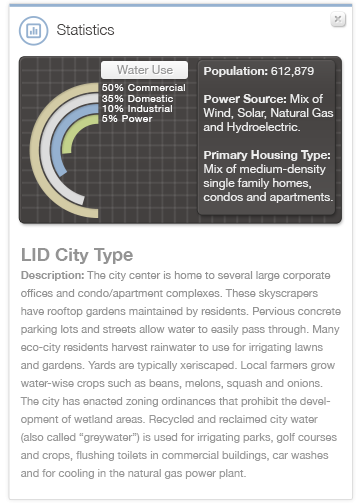 Statistics
Water Use
50% Commercial
35% Domestic
10% Industrial
5% Power
Population: 612,879
Power Source: Mix of
Wind, Solar, Natural Gas
and Hydroelectric.
Primary Housing Type:
Mix of medium-density
single family homes,
condos and apartments.
LID City Type
Description: The city center is home to several large corporate
offices and condo/apartment complexes. These skyscrapers
have rooftop gardens maintained by residents. Pervious concrete
parking lots and streets allow water to easily pass through. Many
eco-city residents harvest rainwater to use for irrigating lawns
and gardens. Yards are typically xeriscaped. Local farmers grow
water-wise crops such as beans, melons, squash and onions.
The city has enacted zoning ordinances that prohibit the devel-
opment of wetland areas. Recycled and reclaimed city water
(also called “greywater”) is used for irrigating parks, golf courses
and crops, flushing toilets in commercial buildings, car washes
and for cooling in the natural gas power plant.